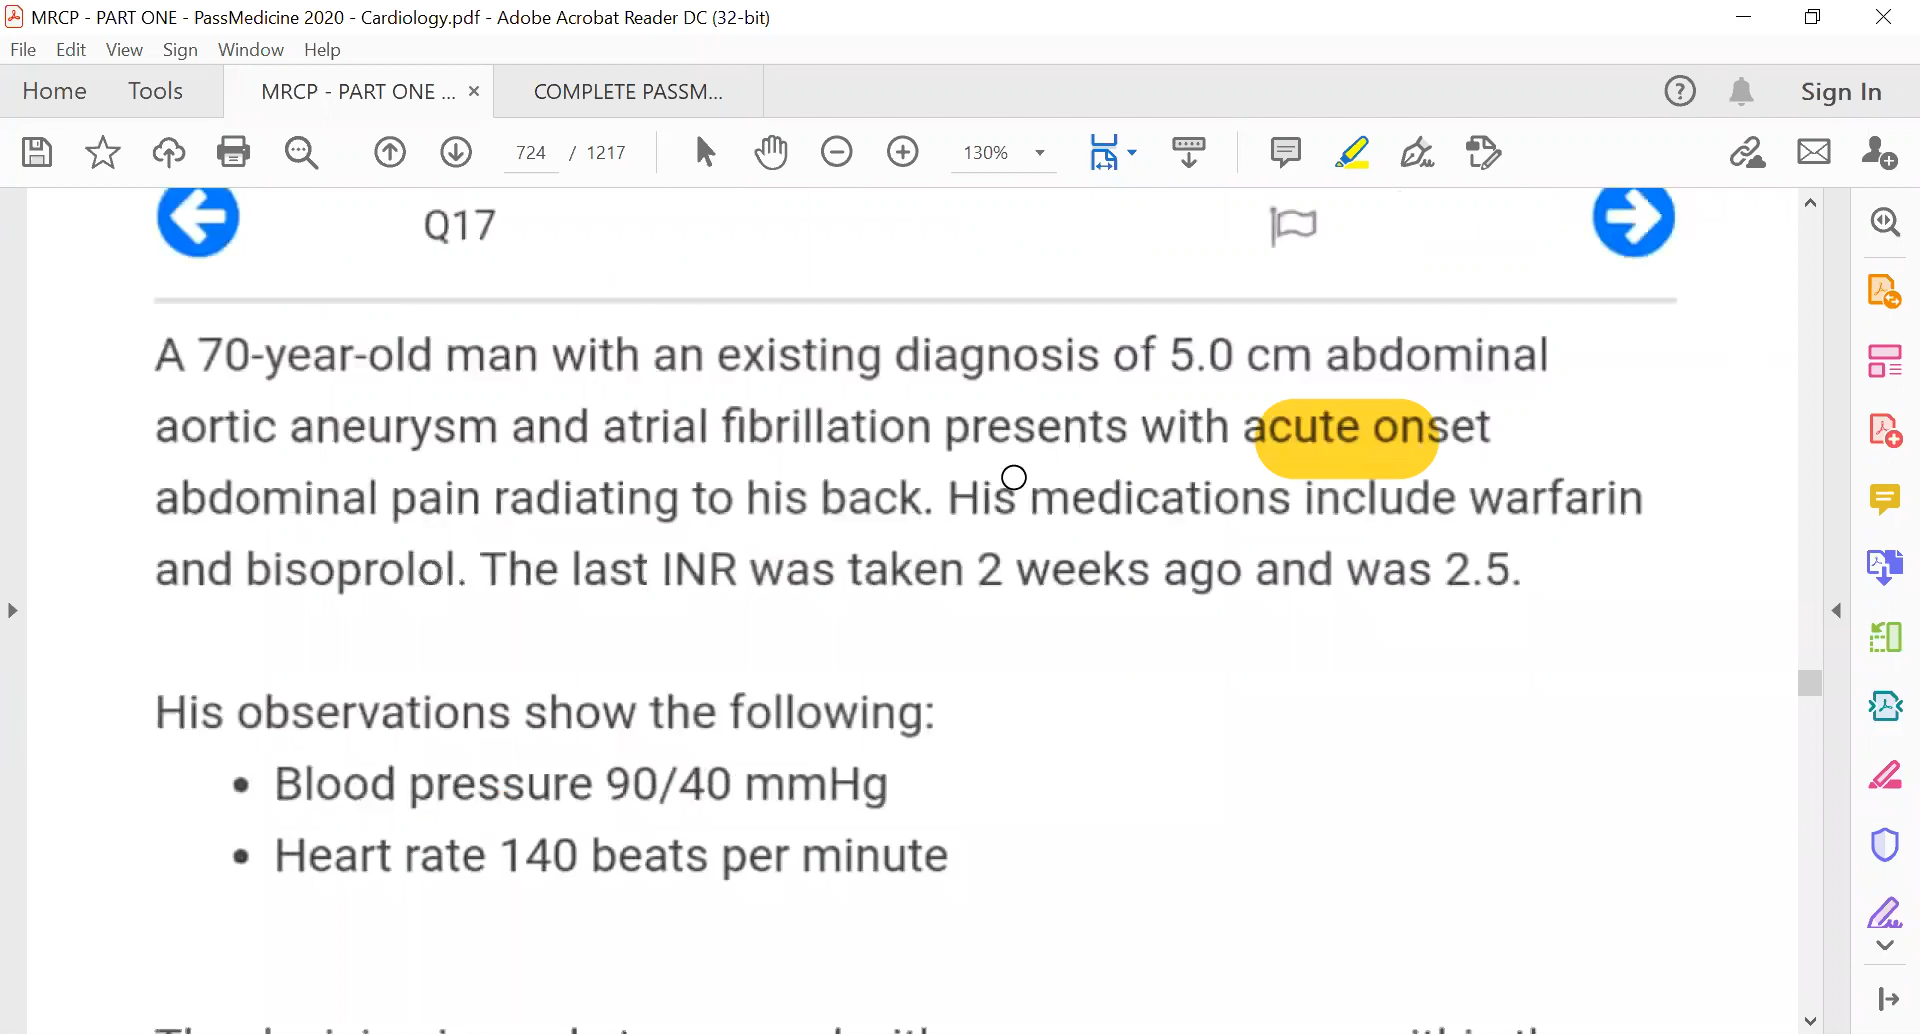 MRCP - PART ONE - PassMedicine 2020 - Cardiology.pdf - Adobe Acrobat Reader DC (32-bit)
File Edit View Sign Window Help
Home Tools MRCP - PART ONE ... × COMPLETE PASSM... Sign In
724 / 1217 130%
Q17
A 70-year-old man with an existing diagnosis of 5.0 cm abdominal
aortic aneurysm and atrial fibrillation presents with acute onset
abdominal pain radiating to his back. His medications include warfarin
and bisoprolol. The last INR was taken 2 weeks ago and was 2.5.
His observations show the following:
• Blood pressure 90/40 mmHg
• Heart rate 140 beats per minute